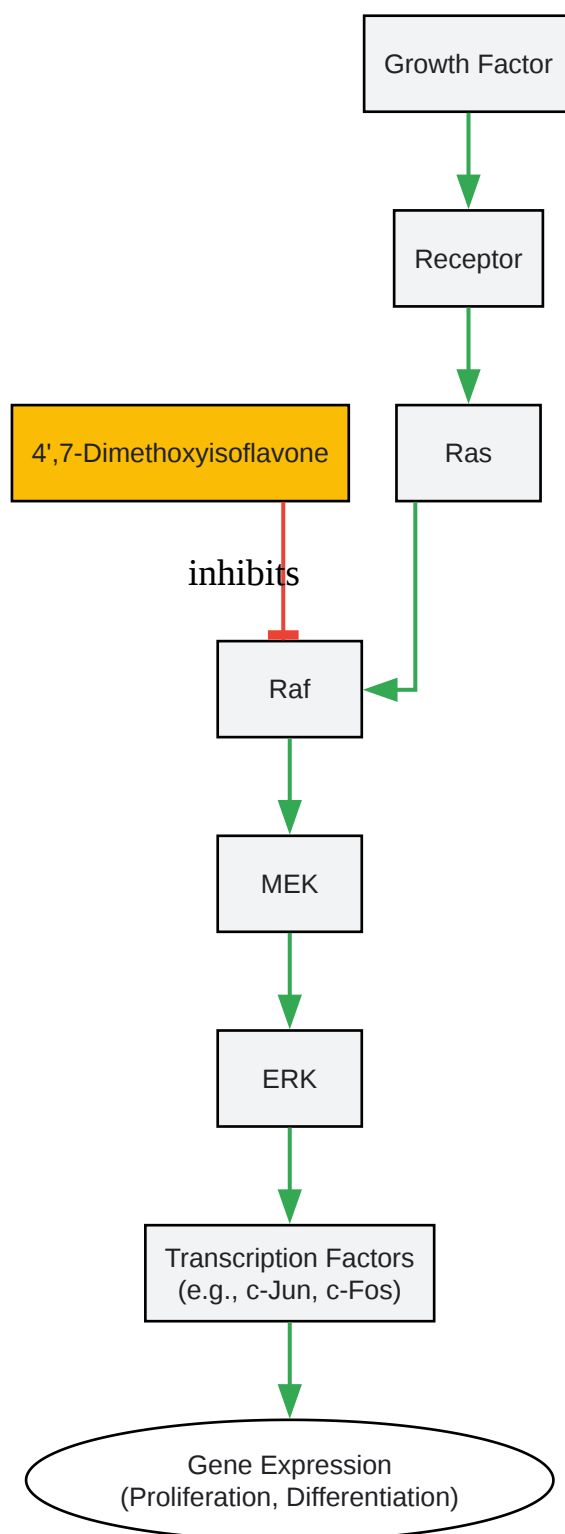 Growth Factor
Receptor
4',7-Dimethoxyisoflavone
Ras
inhibits
Raf
MEK
ERK
Transcription Factors
(e.g., c-Jun, c-Fos)
Gene Expression
(Proliferation, Differentiation)